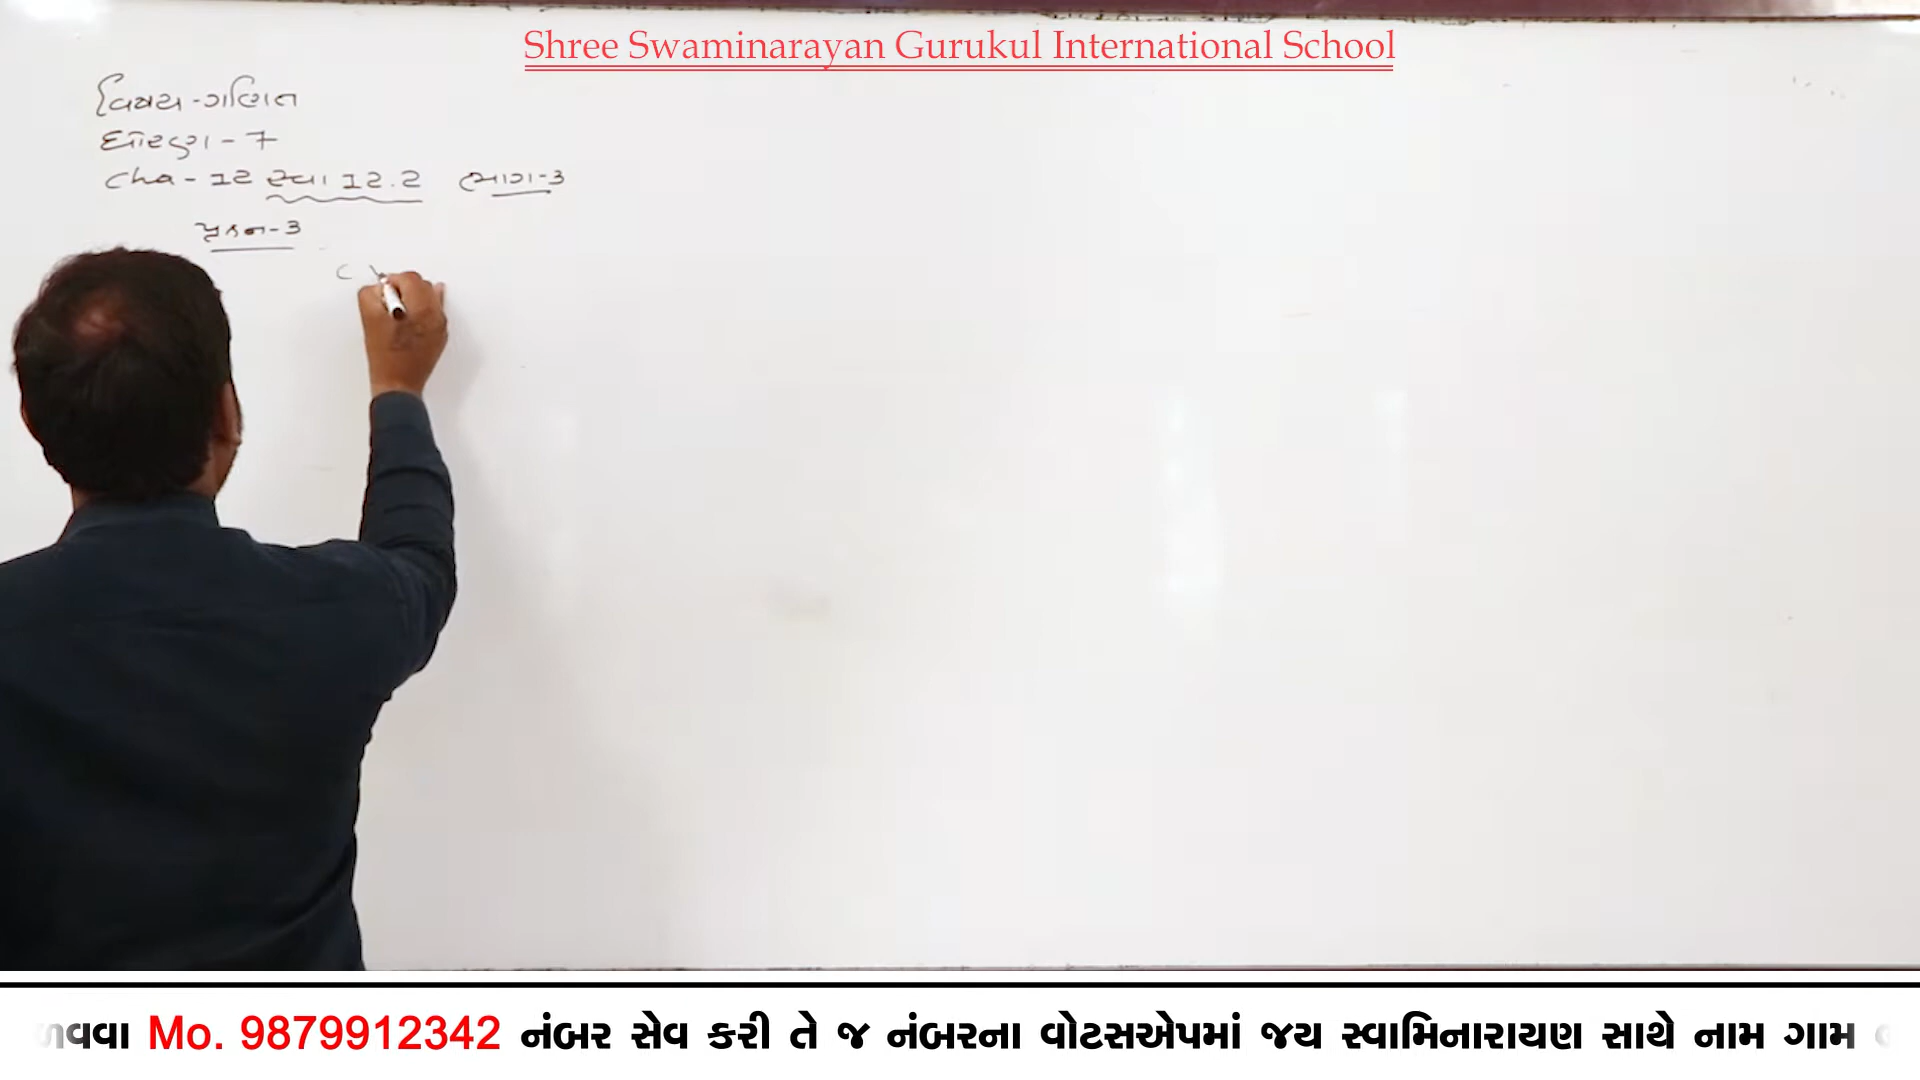 Shree Swaminarayan Gurukul International School
વિષય - ગણિત
ધોરણ - 7
Cha - 12 સ્વા 12.2 ભાગ - 3
પ્રશ્ન - 3
Mo. 9879912342 નંબર સેવ કરી તે જ નંબરના વોટસએપમાં જય સ્વામિનારાયણ સાથે નામ ગામ